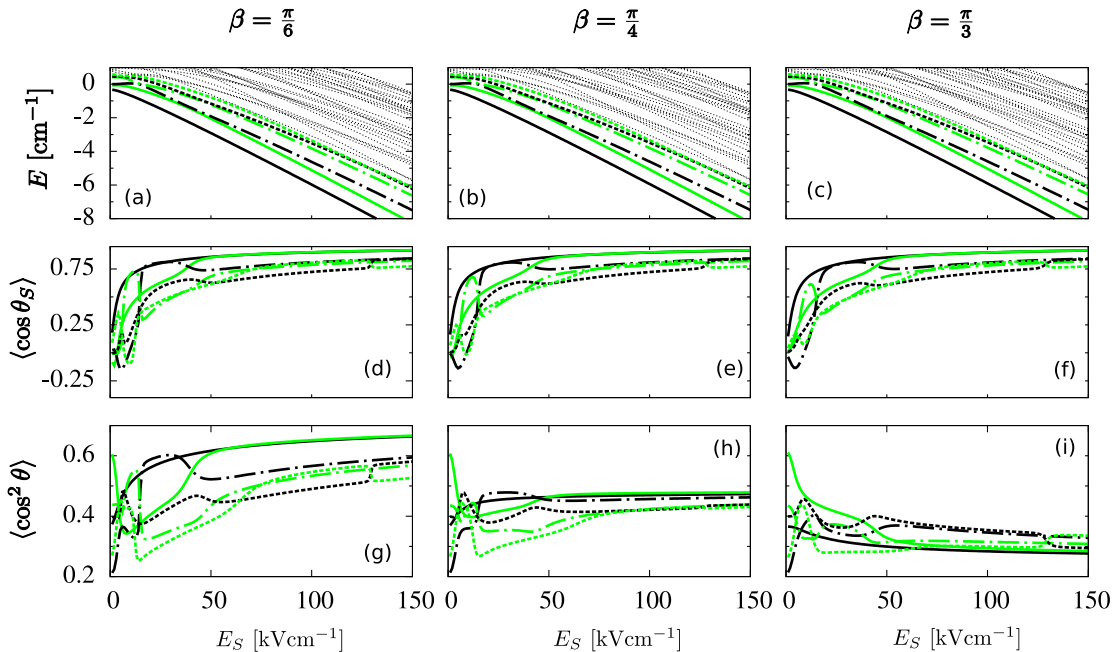 β = π/6 β = π/4 β = π/3
E [cm⁻¹]
0
-2
-4
-6
-8
(a) (b) (c)
⟨cos θ_S⟩
0.75
0.25
-0.25
(d) (e) (f)
⟨cos² θ⟩
0.6
0.4
0.2
(g) (h) (i)
0 50 100 150 0 50 100 150 0 50 100 150
E_S [kVcm⁻¹] E_S [kVcm⁻¹] E_S [kVcm⁻¹]